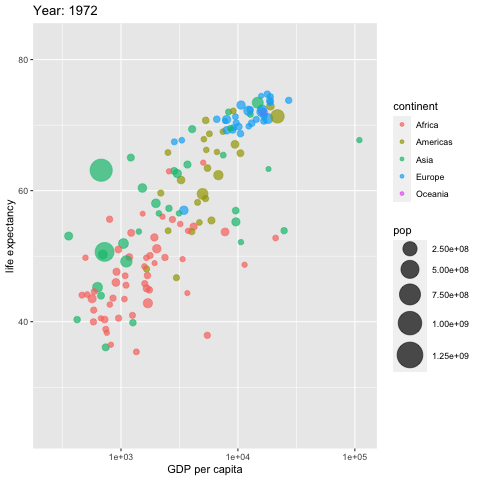 Year: 1972
80
60
40
life expectancy
1e+03
1e+04
1e+05
GDP per capita
continent
Africa
Americas
Asia
Europe
Oceania
pop
2.50e+08
5.00e+08
7.50e+08
1.00e+09
1.25e+09